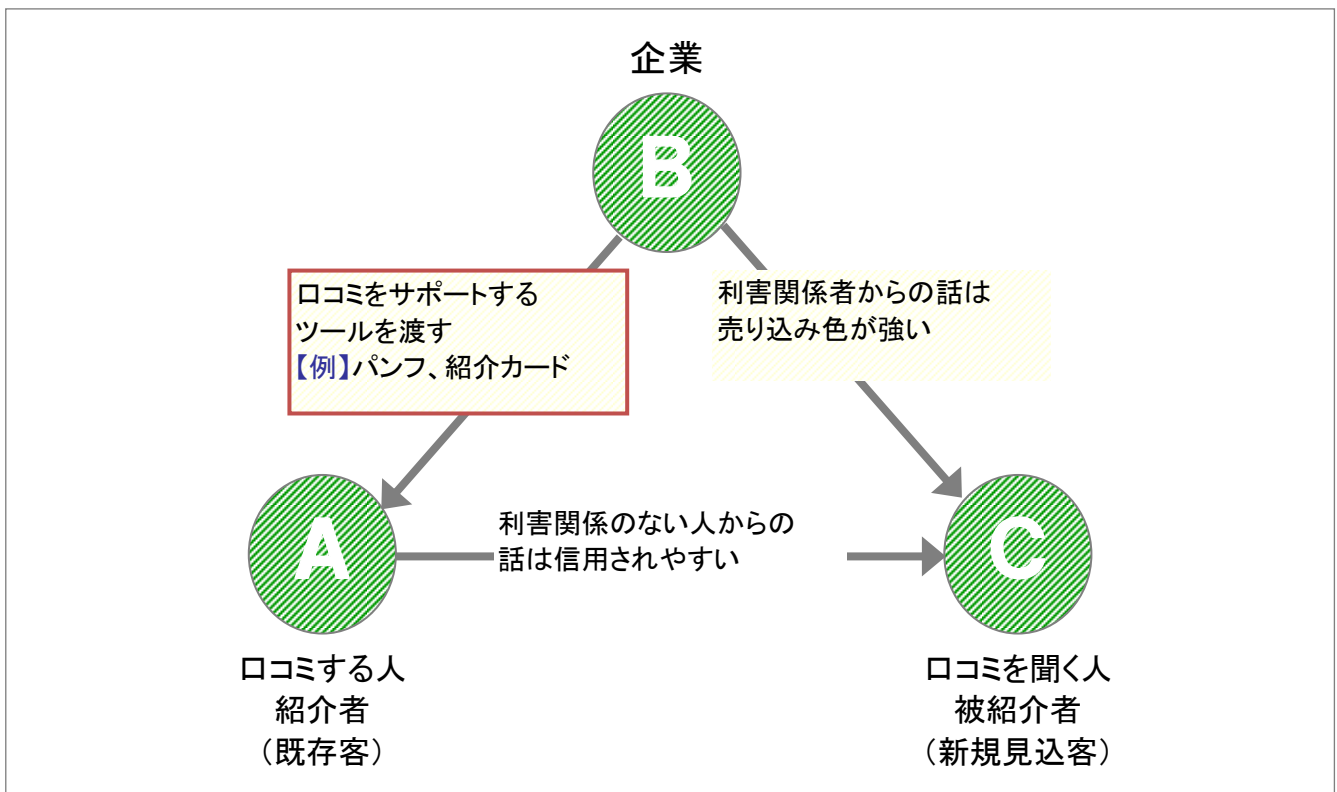 企業
B
口コミをサポートする
ツールを渡す
【例】パンフ、紹介カード
利害関係者からの話は
売り込み色が強い
A
利害関係のない人からの
話は信用されやすい
C
口コミする人
紹介者
（既存客）
口コミを聞く人
被紹介者
（新規見込客）